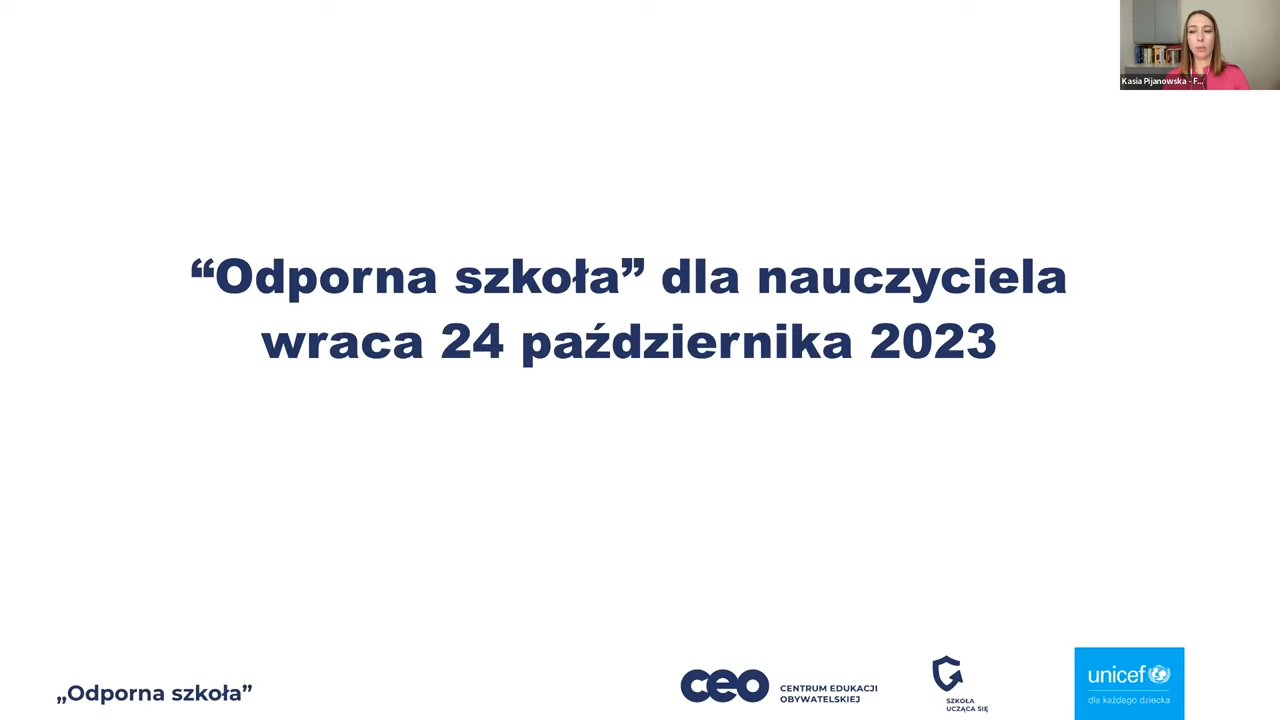 Kasia Pijanowska - F...
“Odporna szkoła” dla nauczyciela
wraca 24 października 2023
„Odporna szkoła”
ceo
CENTRUM EDUKACJI
OBYWATELSKIEJ
SZKOŁA
UCZĄCA SIĘ
unicef
dla każdego dziecka